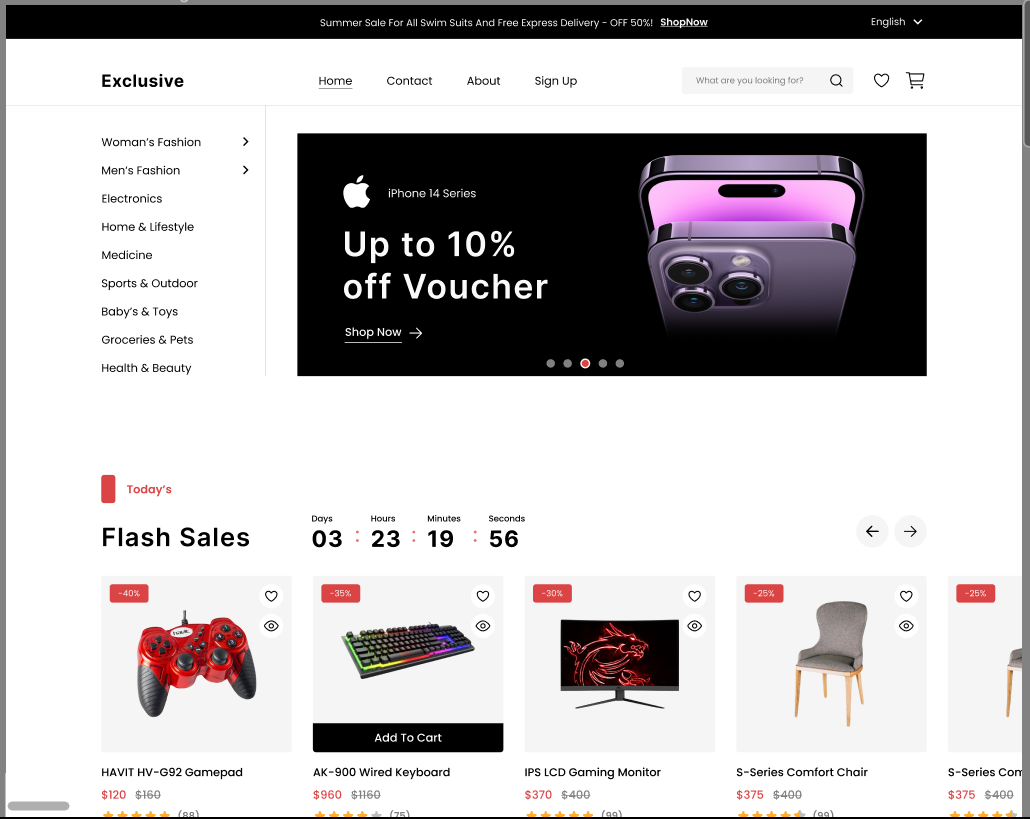 Summer Sale For All Swim Suits And Free Express Delivery - OFF 50%! ShopNow
English
Exclusive
Home Contact About Sign Up
What are you looking for?
Woman's Fashion
Men's Fashion
Electronics
Home & Lifestyle
Medicine
Sports & Outdoor
Baby's & Toys
Groceries & Pets
Health & Beauty
iPhone 14 Series
Up to 10%
off Voucher
Shop Now
Today's
Flash Sales
Days Hours Minutes Seconds
03 : 23 : 19 : 56
-40% -35% -30% -25% -25%
Add To Cart
HAVIT HV-G92 Gamepad
$120 $160
(88)
AK-900 Wired Keyboard
$960 $1160
(75)
IPS LCD Gaming Monitor
$370 $400
(99)
S-Series Comfort Chair
$375 $400
(99)
S-Series Com
$375 $400